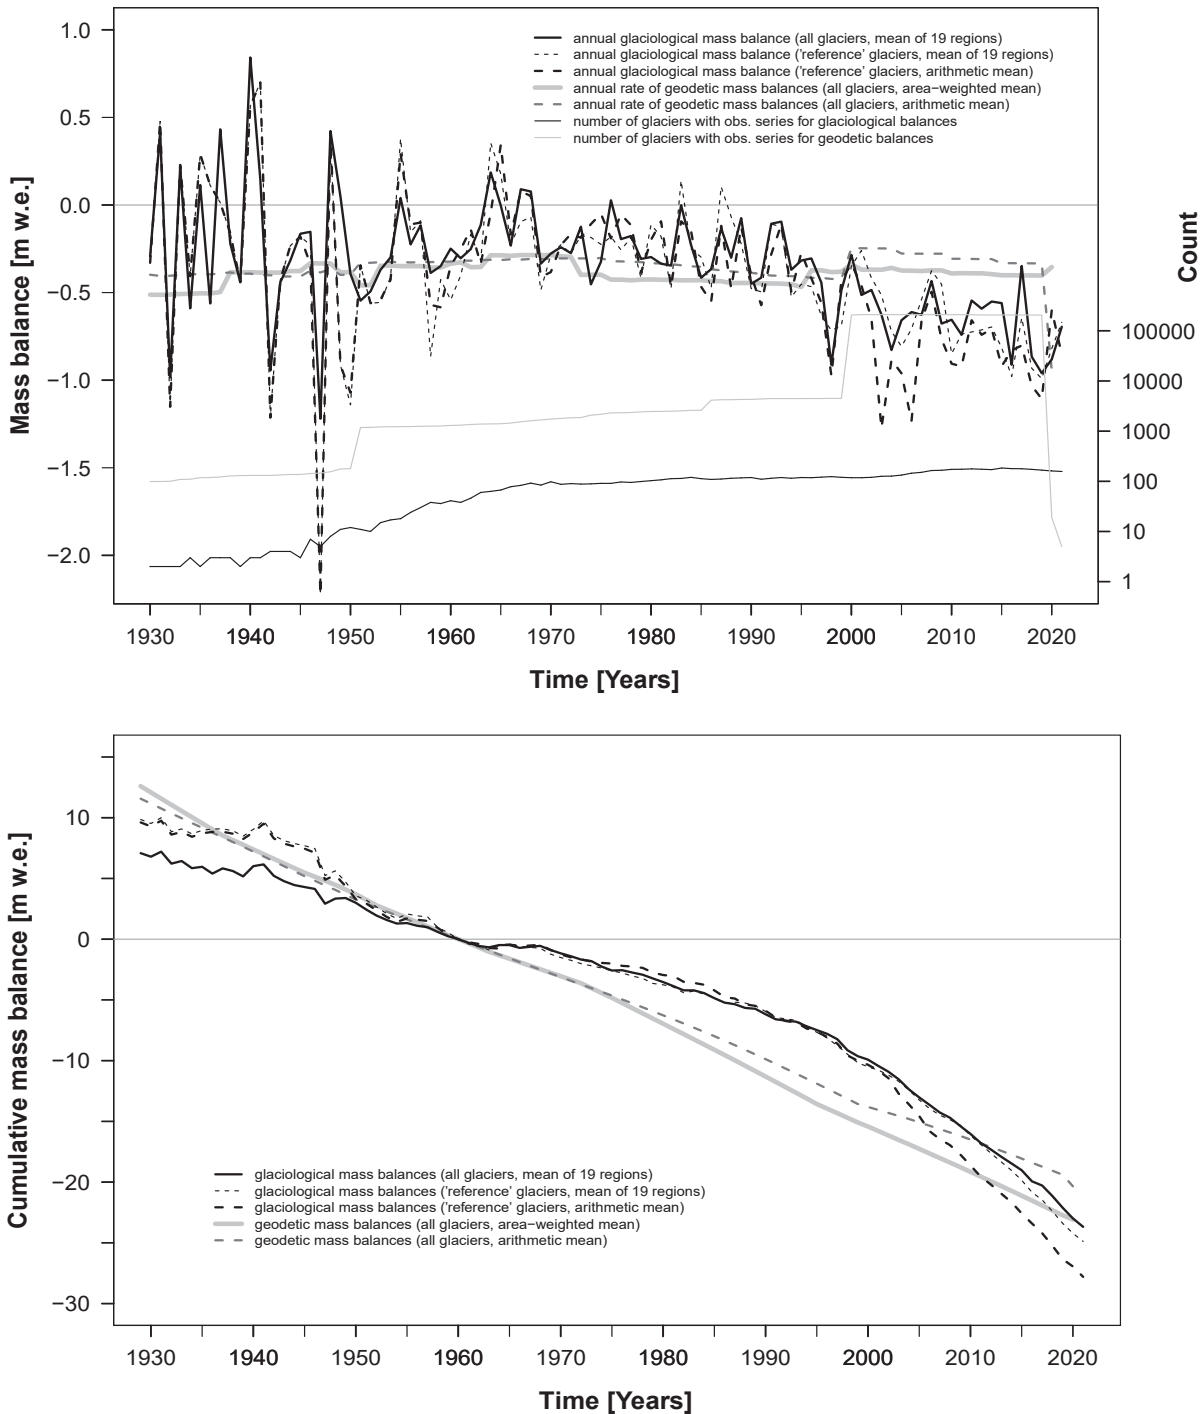 annual glaciological mass balance (all glaciers, mean of 19 regions)
annual glaciological mass balance ('reference' glaciers, mean of 19 regions)
annual glaciological mass balance ('reference' glaciers, arithmetic mean)
annual rate of geodetic mass balances (all glaciers, area−weighted mean)
annual rate of geodetic mass balances (all glaciers, arithmetic mean)
number of glaciers with obs. series for glaciological balances
number of glaciers with obs. series for geodetic balances
Mass balance [m w.e.]
1.0
0.5
0.0
−0.5
−1.0
−1.5
−2.0
Count
100000
10000
1000
100
10
1
1930 1940 1950 1960 1970 1980 1990 2000 2010 2020
Time [Years]
Cumulative mass balance [m w.e.]
10
0
−10
−20
−30
glaciological mass balances (all glaciers, mean of 19 regions)
glaciological mass balances ('reference' glaciers, mean of 19 regions)
glaciological mass balances ('reference' glaciers, arithmetic mean)
geodetic mass balances (all glaciers, area−weighted mean)
geodetic mass balances (all glaciers, arithmetic mean)
1930 1940 1950 1960 1970 1980 1990 2000 2010 2020
Time [Years]